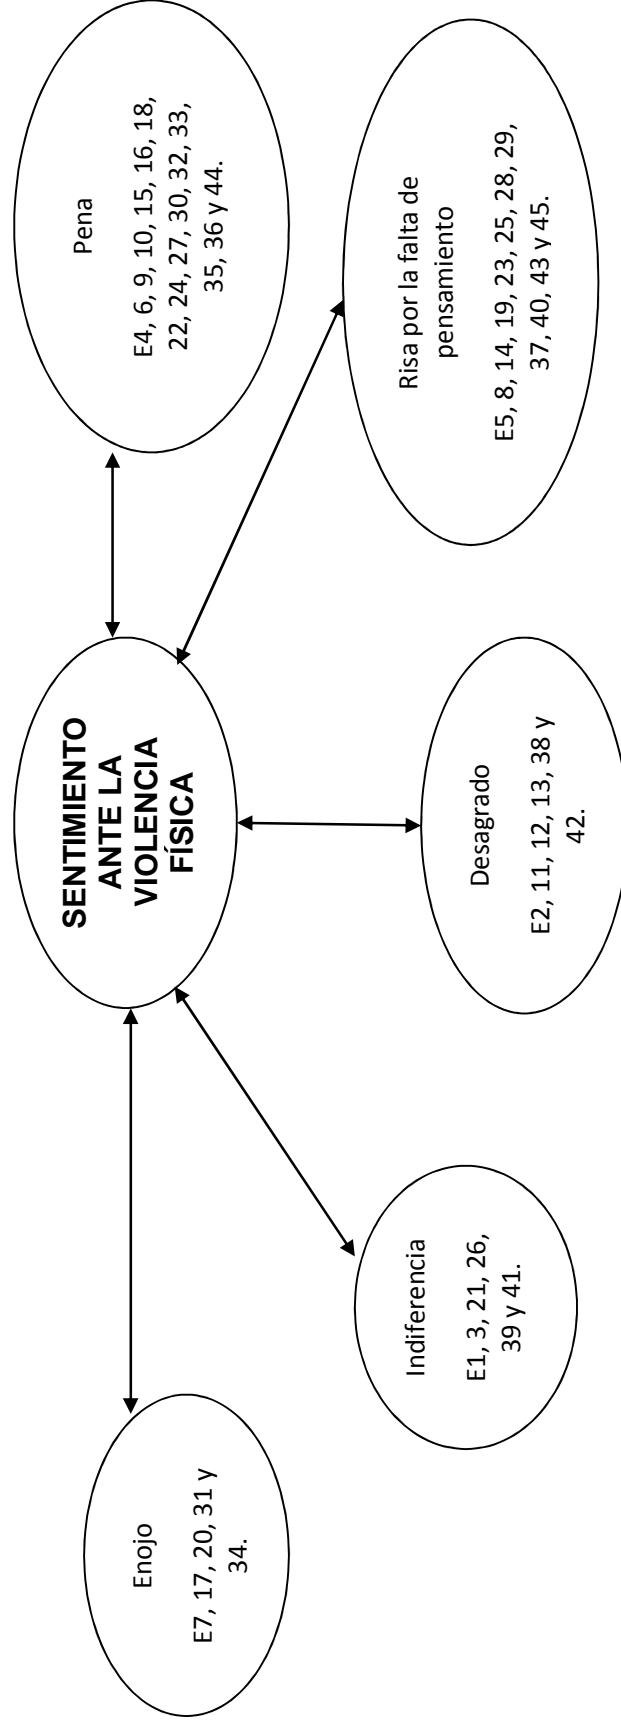 SENTIMIENTO
ANTE LA
VIOLENCIA
FÍSICA
Enojo
E7, 17, 20, 31 y
34.
Indiferencia
E1, 3, 21, 26,
39 y 41.
Desagrado
E2, 11, 12, 13, 38 y
42.
Risa por la falta de
pensamiento
E5, 8, 14, 19, 23, 25, 28, 29,
37, 40, 43 y 45.
Pena
E4, 6, 9, 10, 15, 16, 18,
22, 24, 27, 30, 32, 33,
35, 36 y 44.